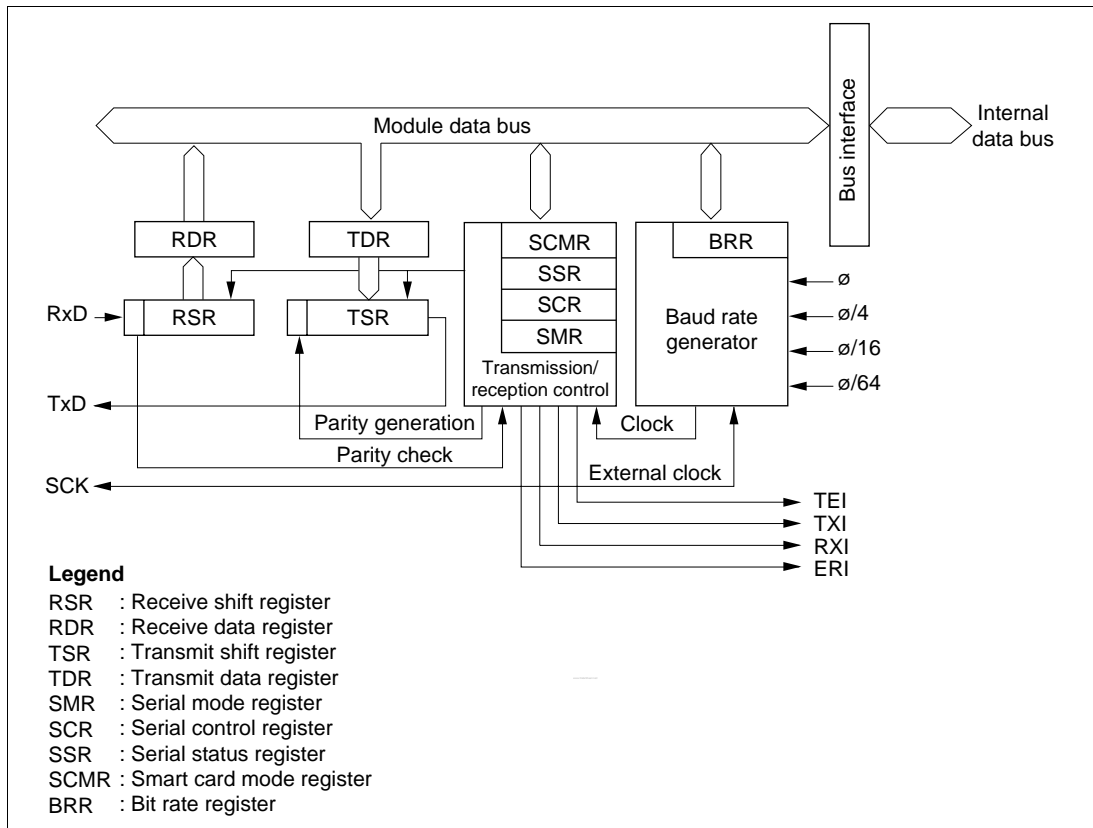 Module data bus
Bus interface
Internal
data bus
RDR
TDR
SCMR
SSR
SCR
SMR
Transmission/
reception control
BRR
Baud rate
generator
ø
ø/4
ø/16
ø/64
RxD
RSR
TSR
TxD
Parity generation
Parity check
Clock
External clock
SCK
TEI
TXI
RXI
ERI
Legend
RSR : Receive shift register
RDR : Receive data register
TSR : Transmit shift register
TDR : Transmit data register
SMR : Serial mode register
SCR : Serial control register
SSR : Serial status register
SCMR : Smart card mode register
BRR : Bit rate register